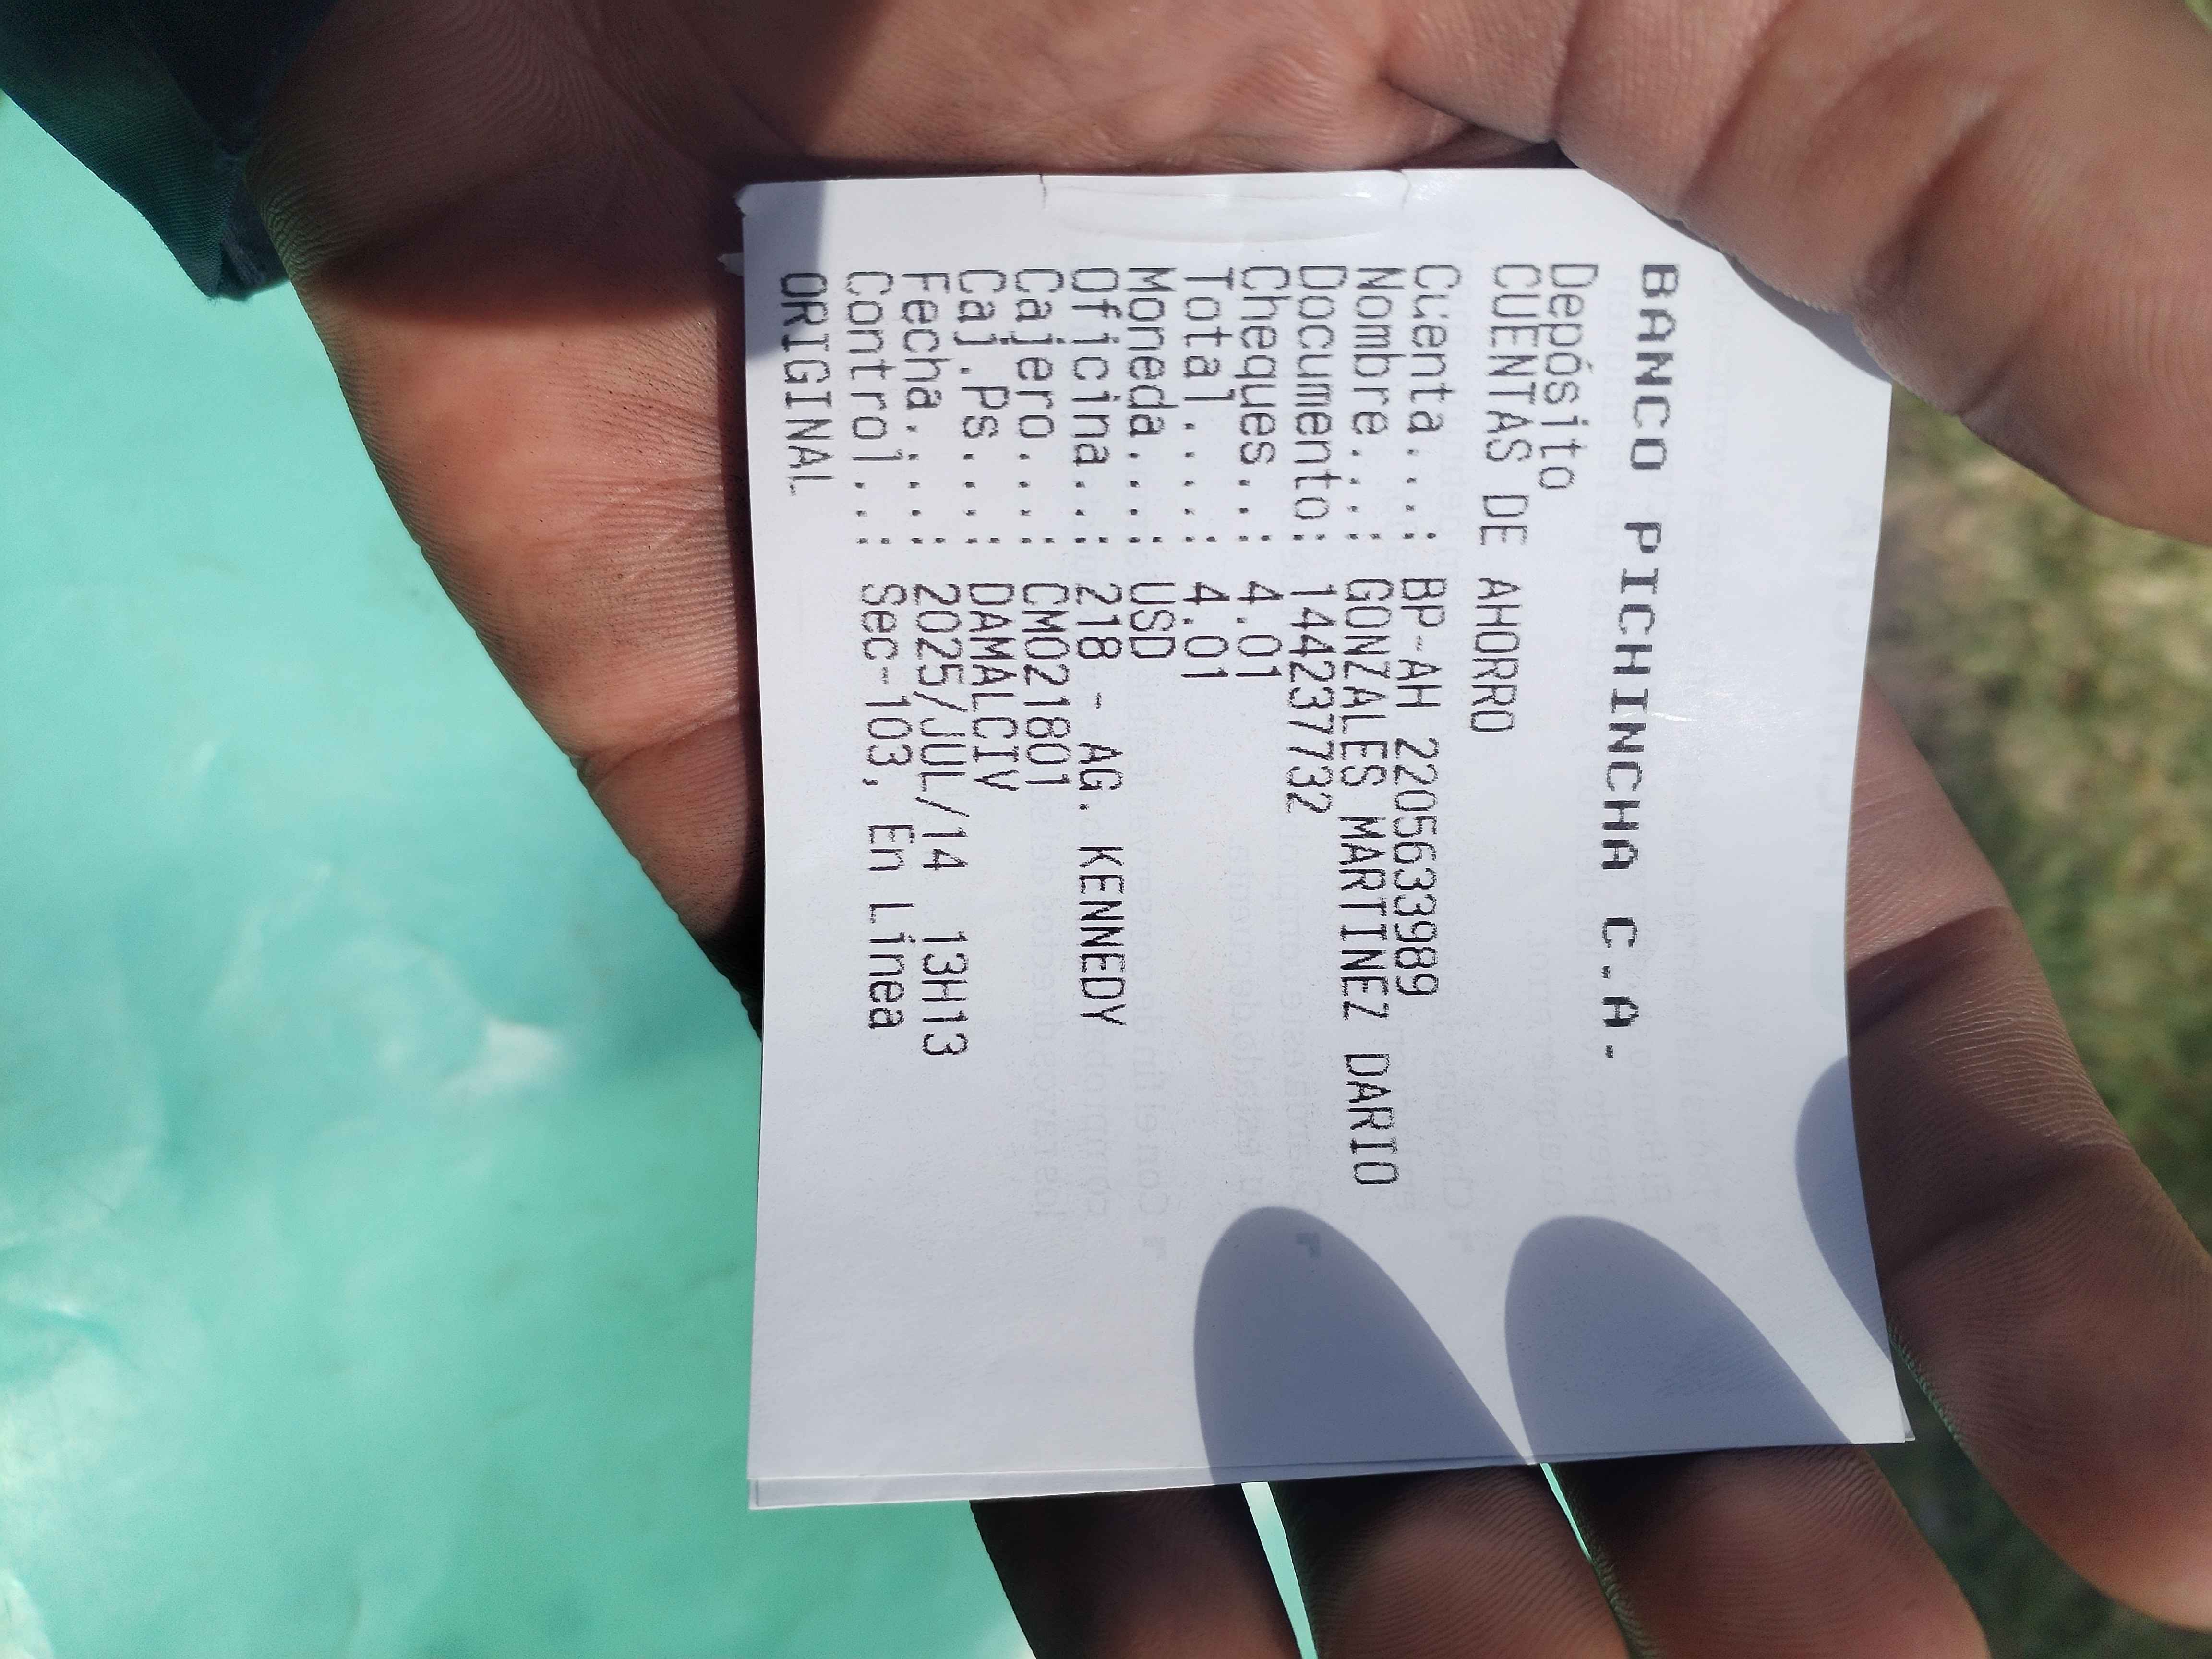 BANCO PICHINCHA C.A.
Depósito
CUENTAS DE AHORRO
Cuenta....: BP-AH 2205633989
Nombre....: GONZALES MARTINEZ DARIO
Documento: 144237732
Cheques..: 4.01
Total.....: 4.01
Moneda....: USD
Oficina...: 218 - AG. KENNEDY
Cajero....: CM021801
Caj.Ps....: DAMALCIV
Fecha.....: 2025/JUL/14 13H13
Control...: Sec-103, En Línea
ORIGINAL